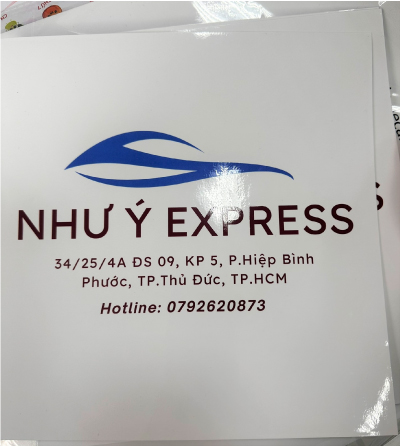 NHƯ Ý EXPRESS
34/25/4A ĐS 09, KP 5, P.Hiệp Bình
Phước, TP.Thủ Đức, TP.HCM
Hotline: 0792620873